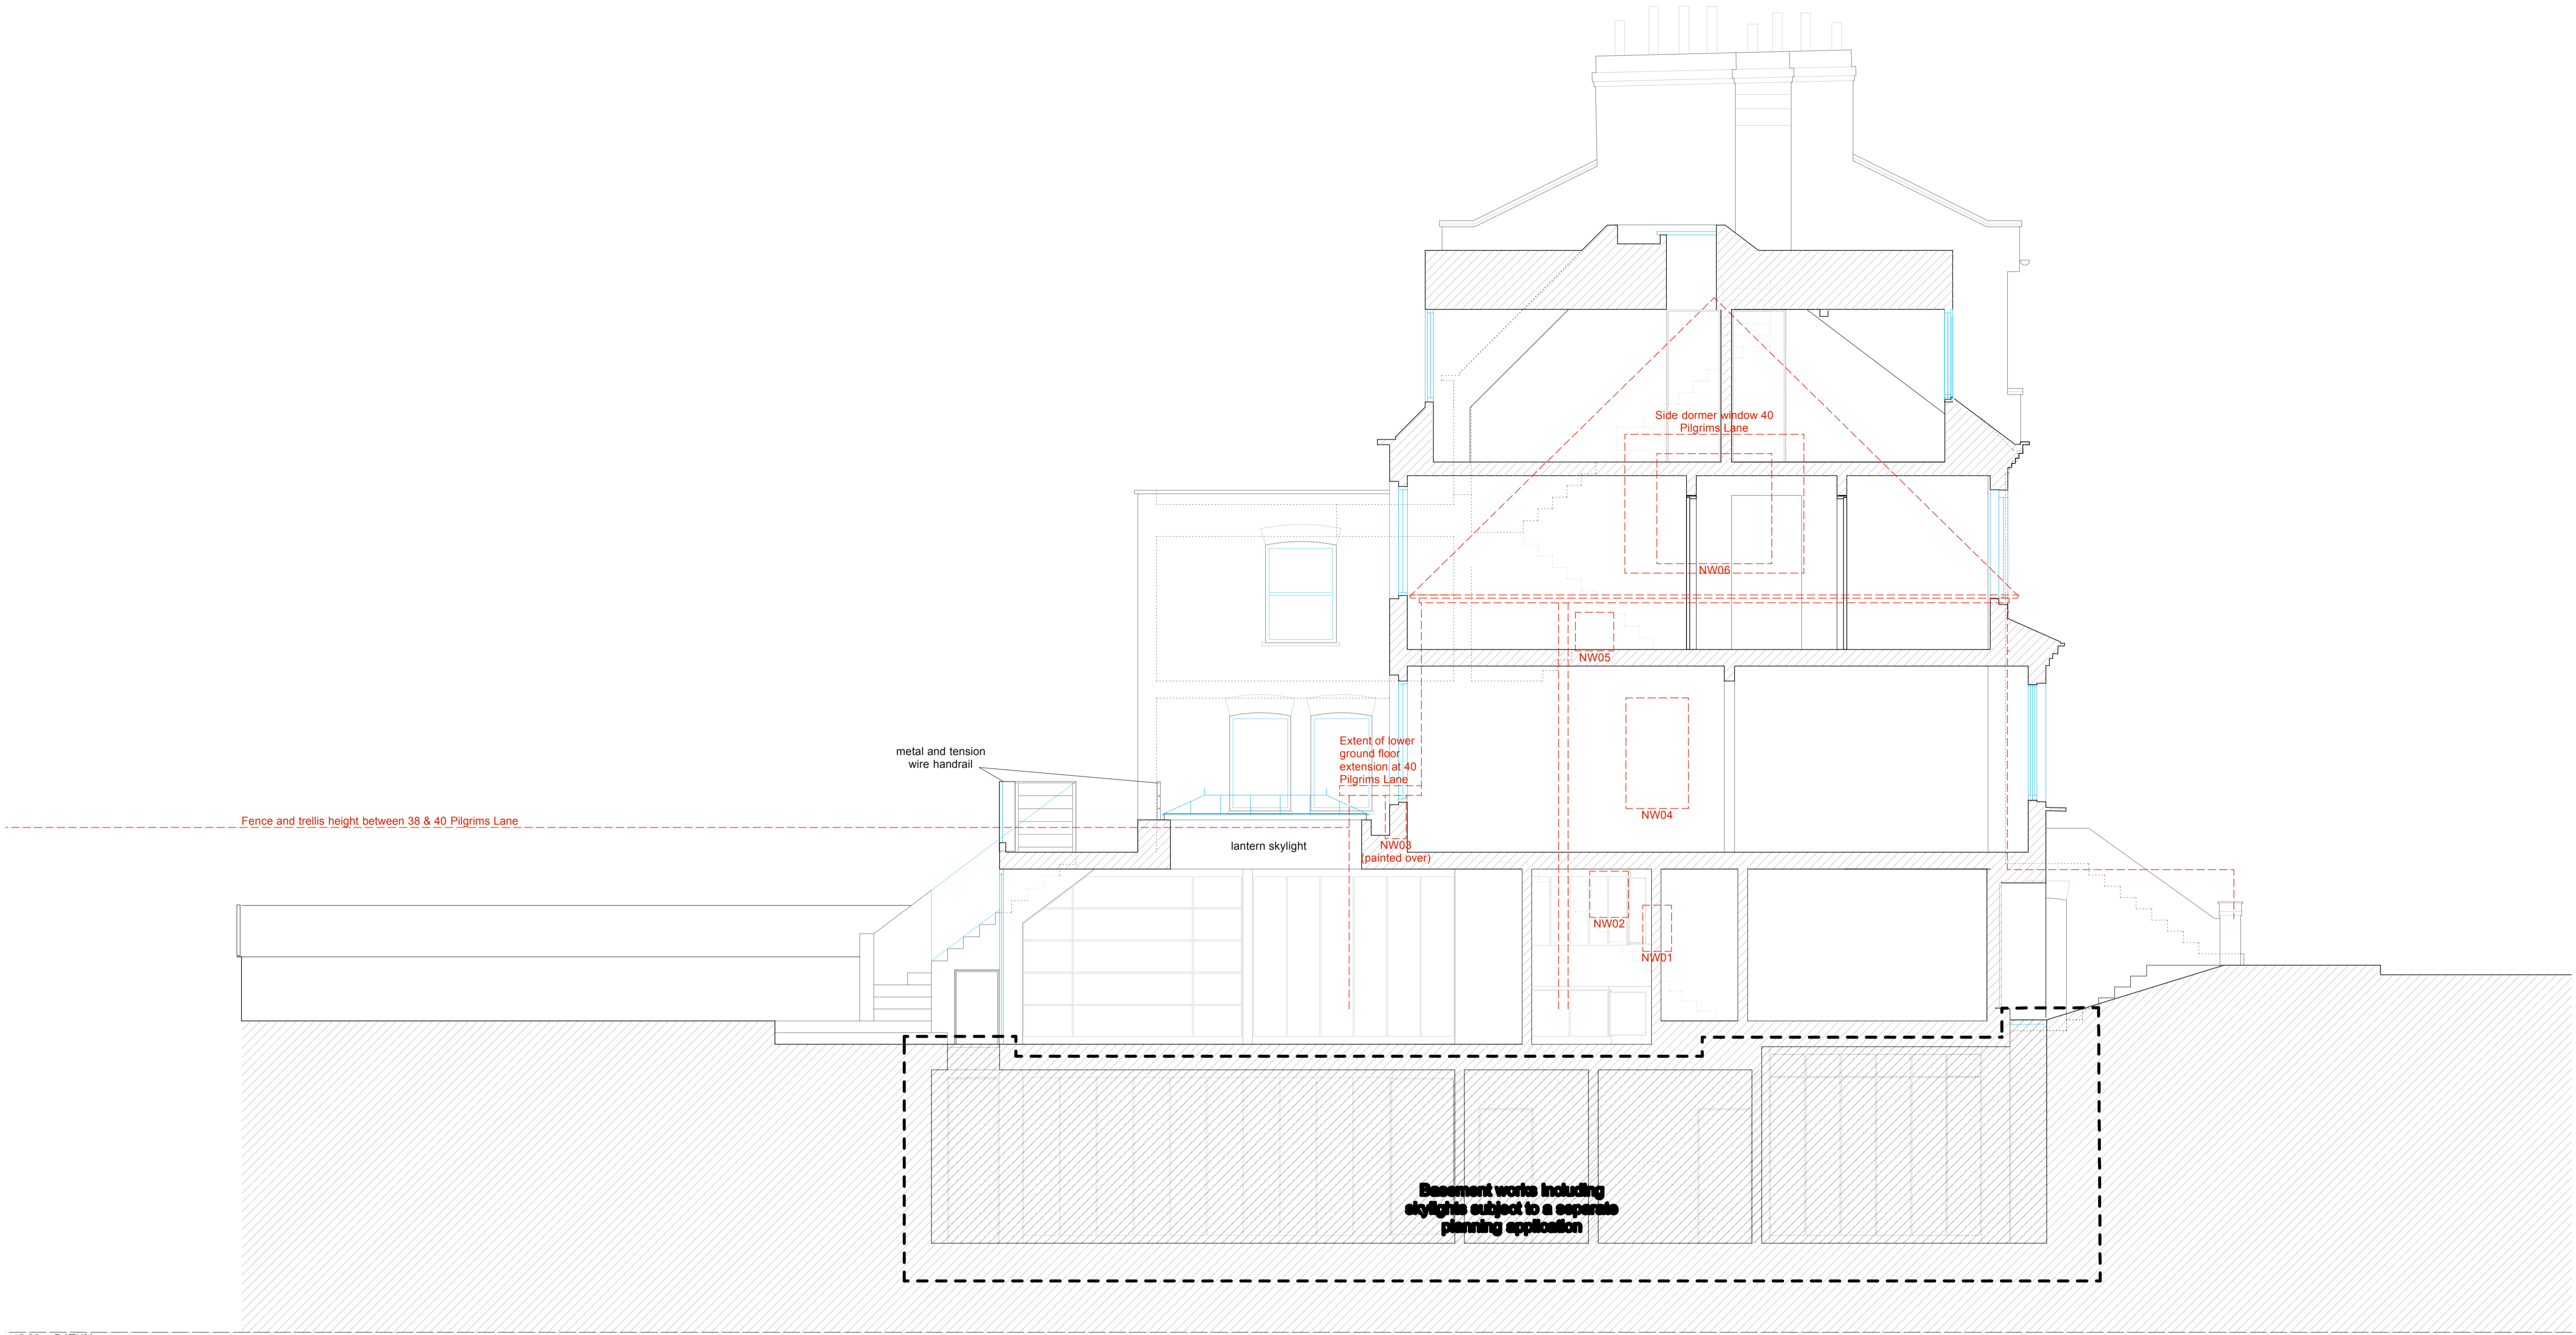 Side dormer window 40
Pilgrims Lane
NW06
NW05
metal and tension
wire handrail
Extent of lower
ground floor
extension at 40
Pilgrims Lane
Fence and trellis height between 38 & 40 Pilgrims Lane
NW04
lantern skylight
NW03
(painted over)
NW02
NW01
Basement works including
skylights subject to a separate
planning application